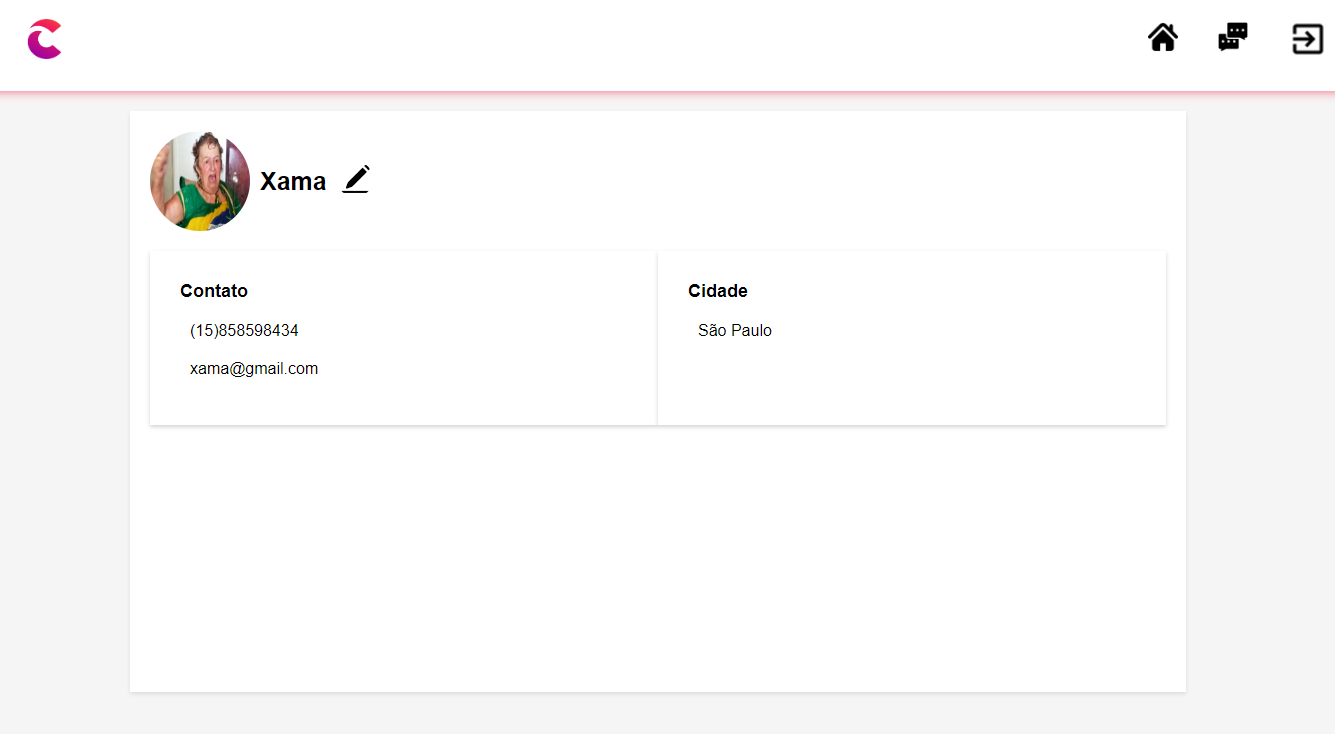 Xama
Contato
(15)858598434
xama@gmail.com
Cidade
São Paulo